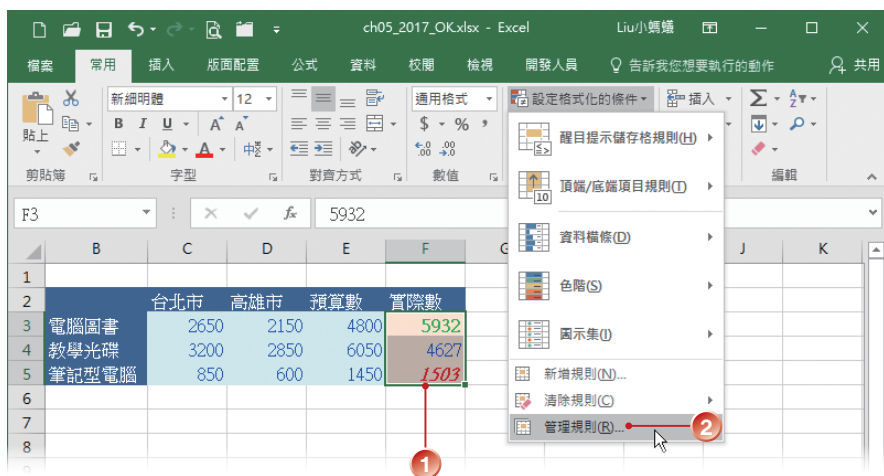 ch05_2017_OK.xlsx - Excel Liu小螞蟻
檔案 常用 插入 版面配置 公式 資料 校閱 檢視 開發人員 告訴我您想要執行的動作 共用
新細明體 12 通用格式 設定格式化的條件 插入
貼上 B I U A A $ % ,
中
剪貼簿 字型 對齊方式 數值 編輯
醒目提示儲存格規則(H)
頂端/底端項目規則(T)
資料橫條(D)
色階(S)
圖示集(I)
新增規則(N)...
清除規則(C)
管理規則(R)... 2
F3 fx 5932
B C D E F G J K
1
2 台北市 高雄市 預算數 實際數
3 電腦圖書 2650 2150 4800 5932
4 教學光碟 3200 2850 6050 4627
5 筆記型電腦 850 600 1450 1503
6
7
8
1